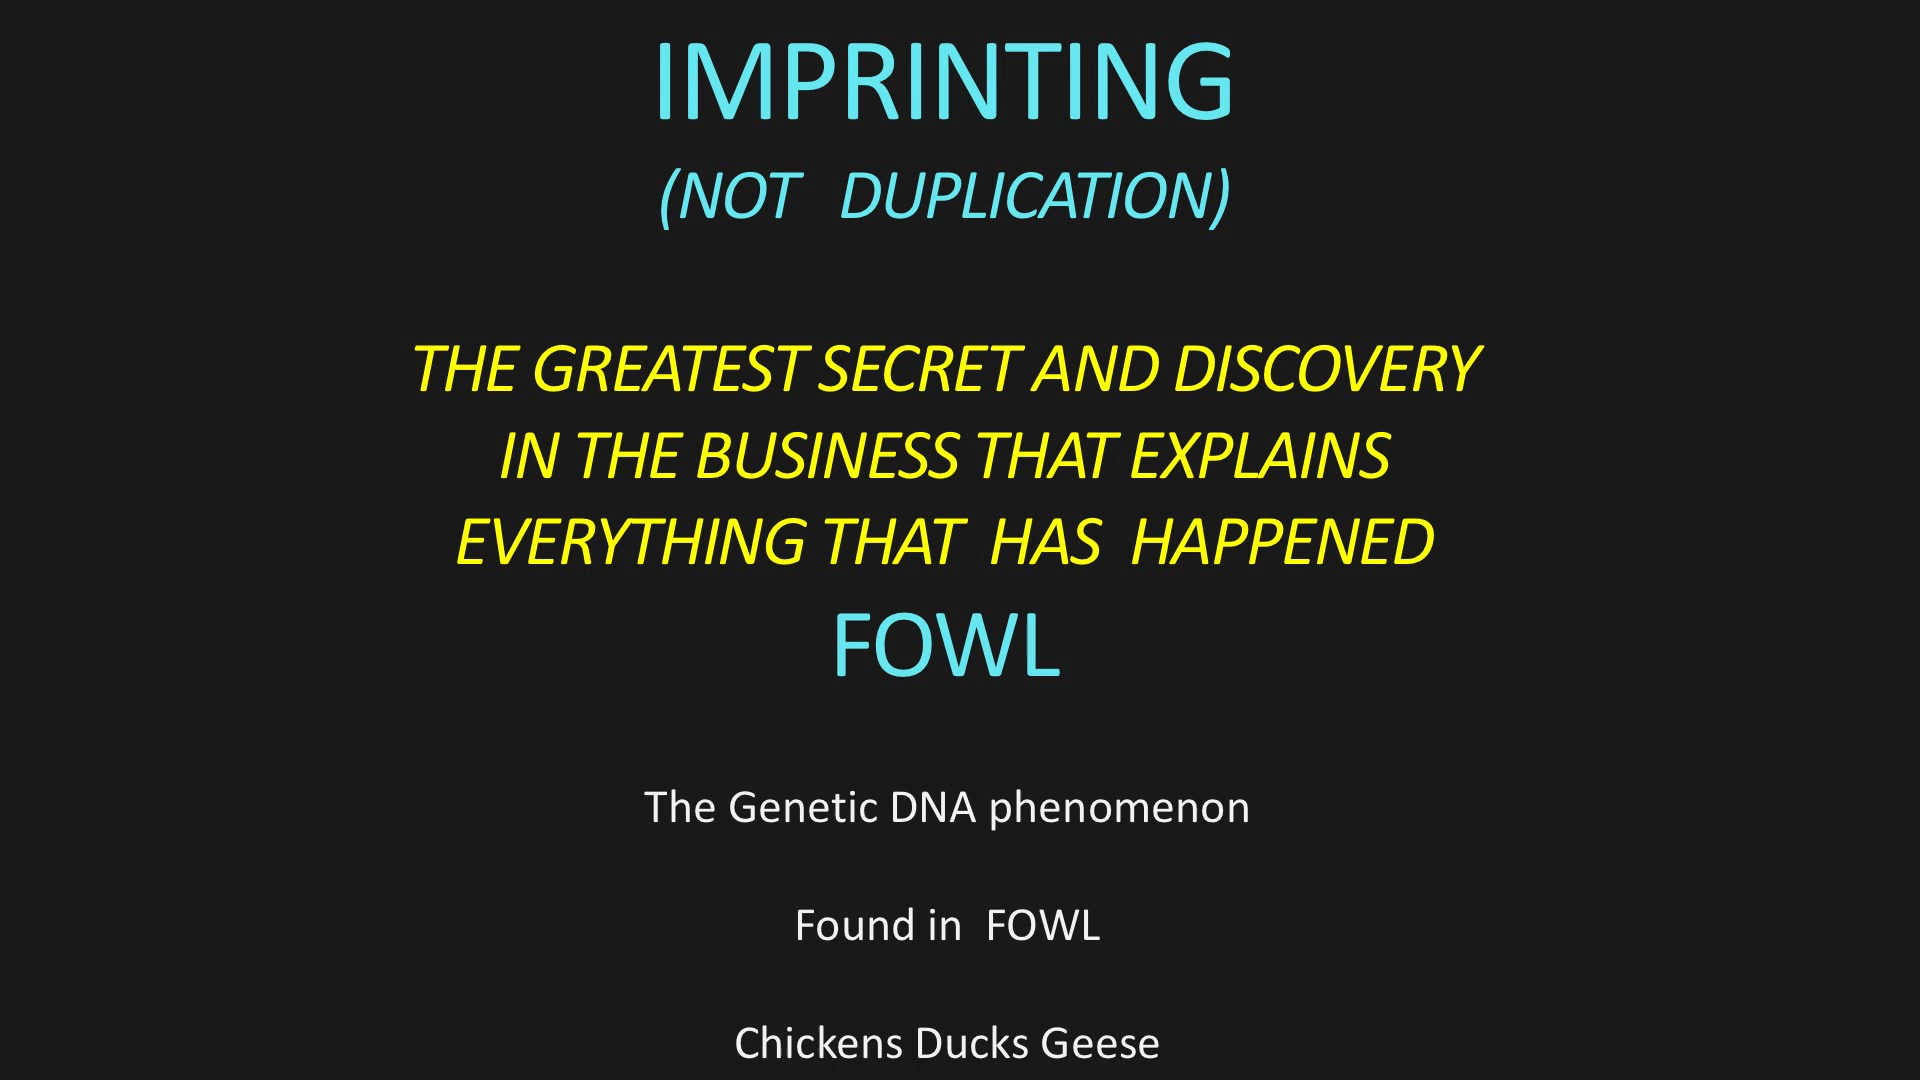 IMPRINTING
(NOT DUPLICATION)
THE GREATEST SECRET AND DISCOVERY
IN THE BUSINESS THAT EXPLAINS
EVERYTHING THAT HAS HAPPENED
FOWL
The Genetic DNA phenomenon
Found in FOWL
Chickens Ducks Geese